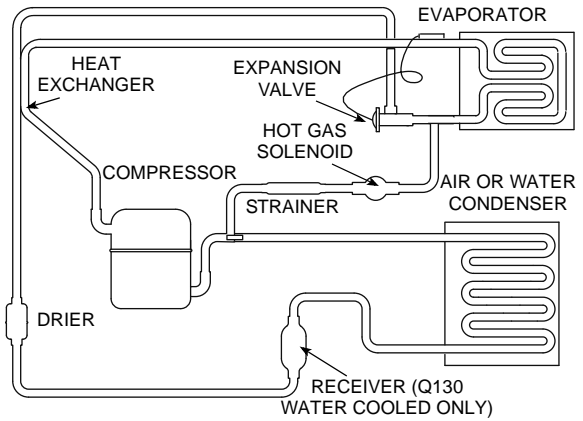 EVAPORATOR
HEAT
EXCHANGER
EXPANSION
VALVE
HOT GAS
SOLENOID
COMPRESSOR
STRAINER
AIR OR WATER
CONDENSER
DRIER
RECEIVER (Q130
WATER COOLED ONLY)